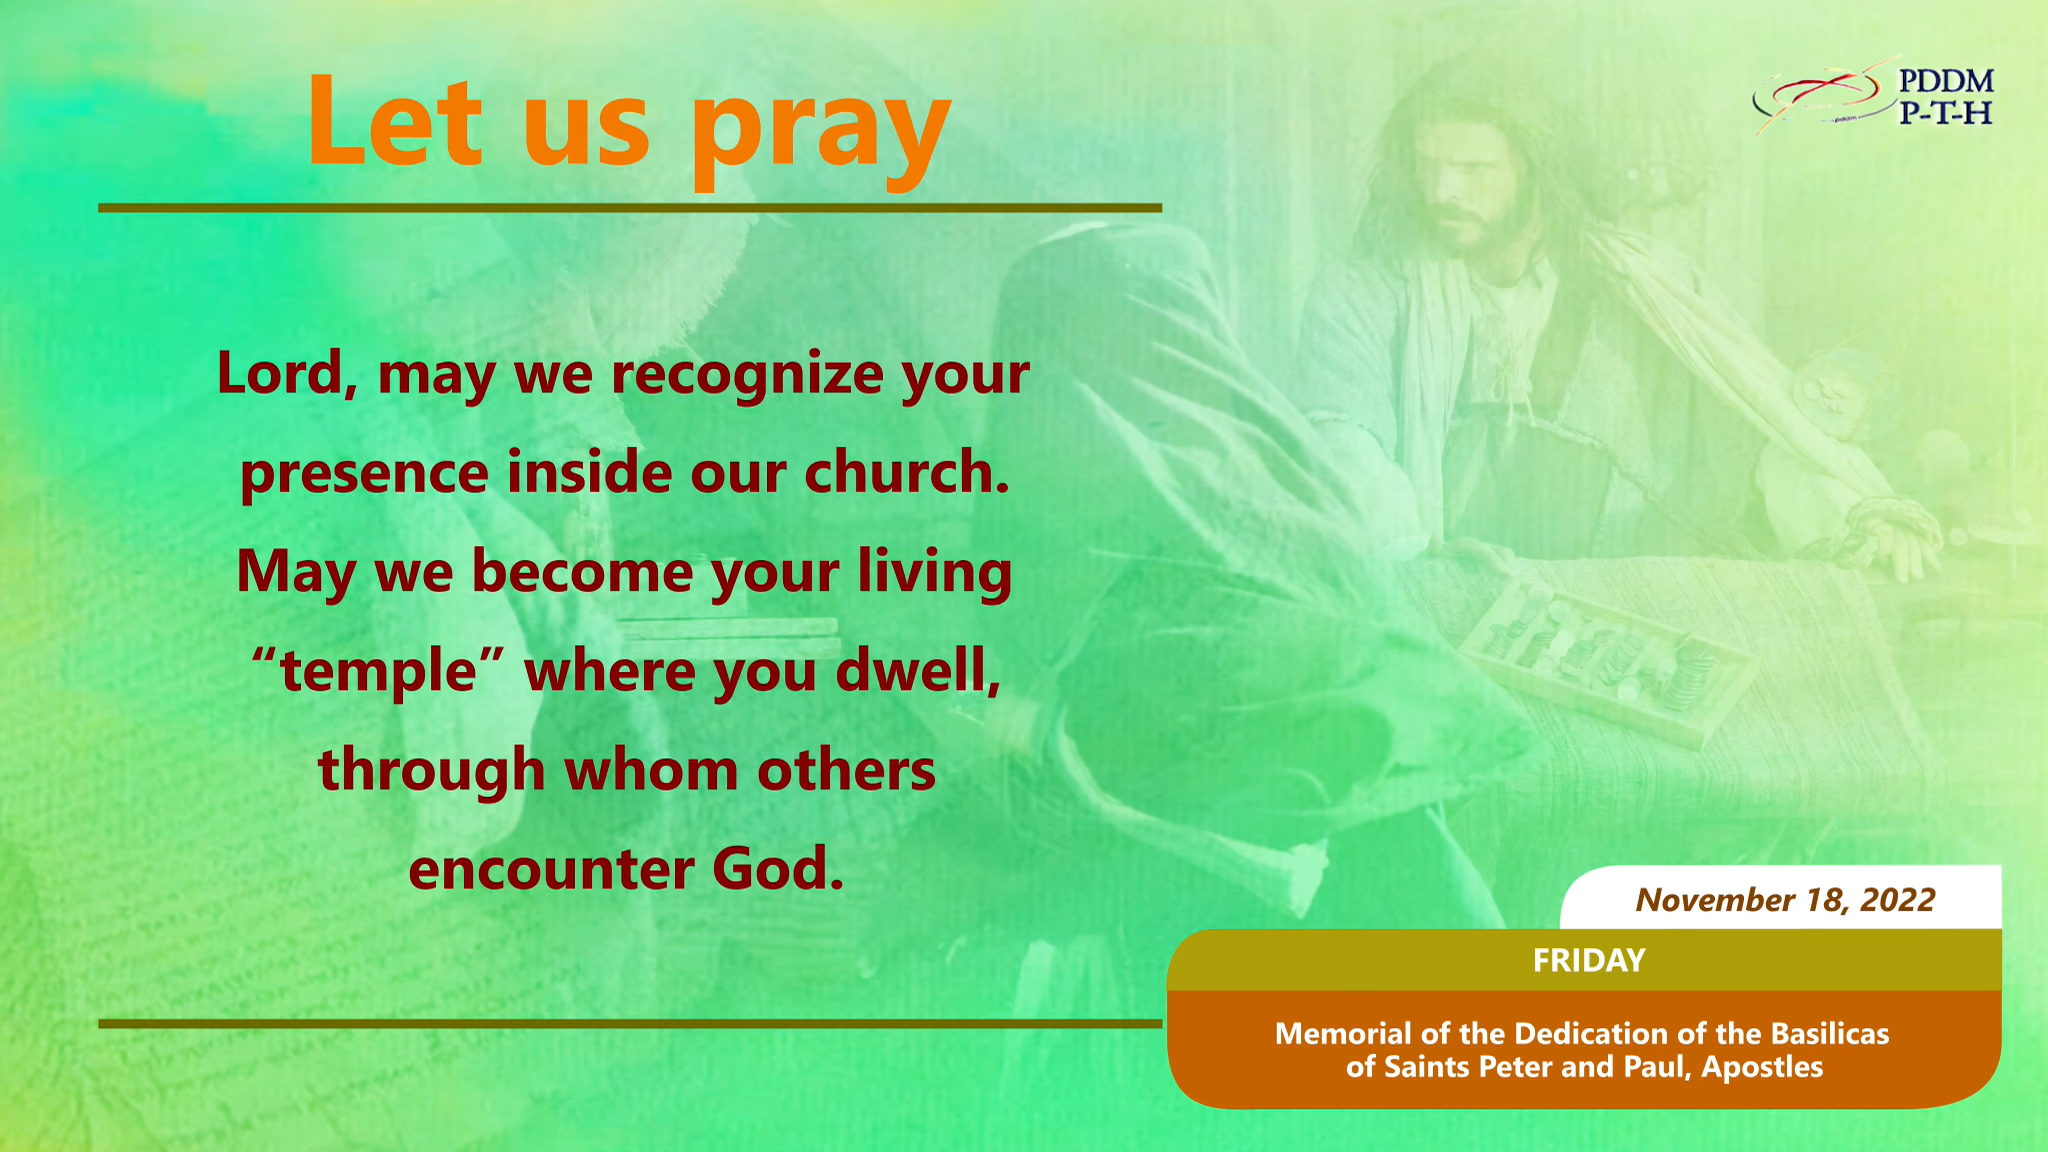 Let us pray
PDDM
P-T-H
pddm
Lord, may we recognize your
presence inside our church.
May we become your living
“temple” where you dwell,
through whom others
encounter God.
November 18, 2022
FRIDAY
Memorial of the Dedication of the Basilicas
of Saints Peter and Paul, Apostles